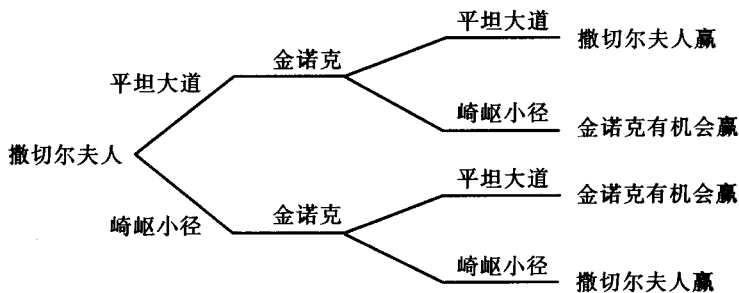 平坦大道
撒切尔夫人赢
金诺克
平坦大道
崎岖小径
金诺克有机会赢
撒切尔夫人
平坦大道
金诺克有机会赢
崎岖小径
金诺克
崎岖小径
撒切尔夫人赢